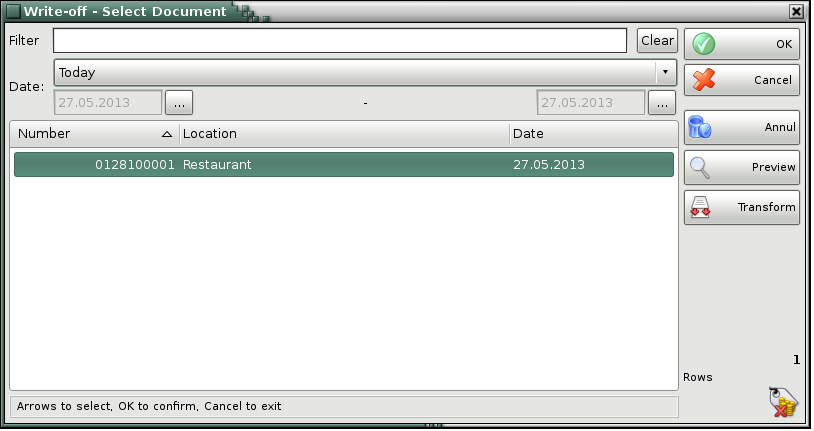 Write-off - Select Document
Filter
Clear
OK
Date:
Today
Cancel
27.05.2013 ... - 27.05.2013 ...
Annul
Number Location Date
0128100001 Restaurant 27.05.2013
Preview
Transform
1
Rows
Arrows to select, OK to confirm, Cancel to exit